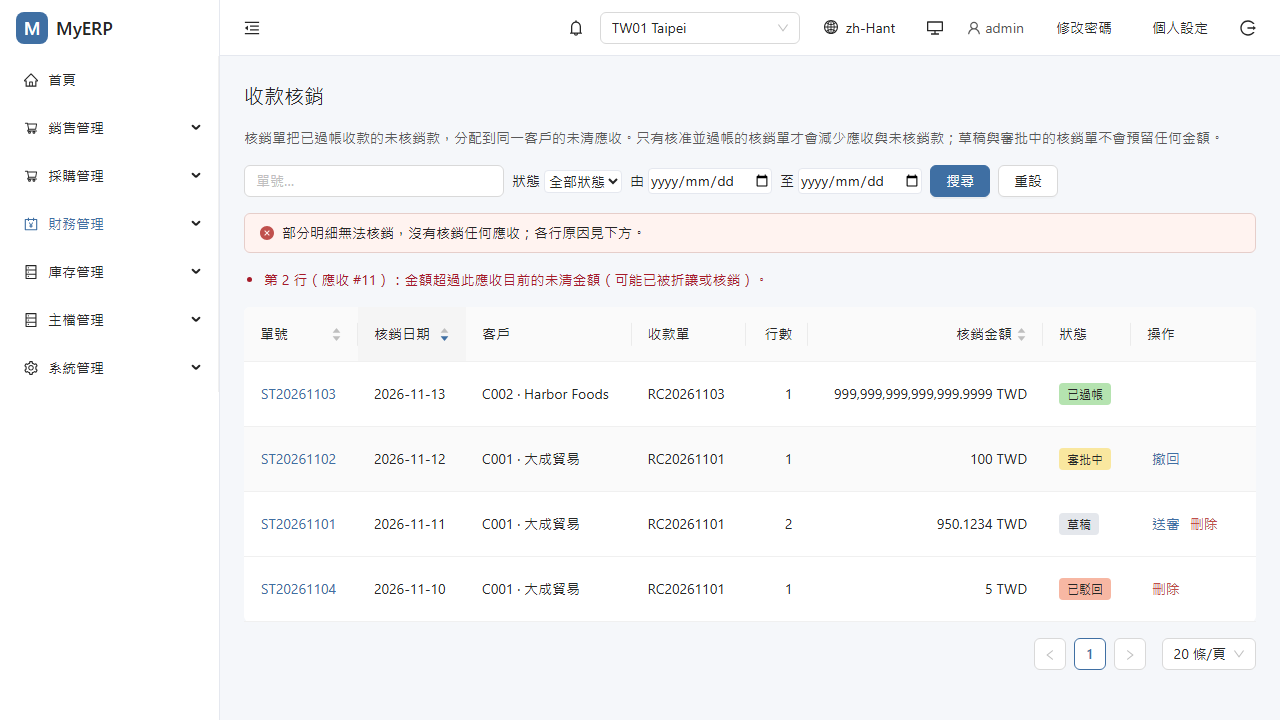 M MyERP
TW01 Taipei
zh-Hant
admin
修改密碼
個人設定
首頁
銷售管理
採購管理
財務管理
庫存管理
主檔管理
系統管理
收款核銷
核銷單把已過帳收款的未核銷款，分配到同一客戶的未清應收。只有核准並過帳的核銷單才會減少應收與未核銷款；草稿與審批中的核銷單不會預留任何金額。
單號... 狀態 全部狀態 由 yyyy/mm/dd 至 yyyy/mm/dd 搜尋 重設
部分明細無法核銷，沒有核銷任何應收；各行原因見下方。
第 2 行（應收 #11）：金額超過此應收目前的未清金額（可能已被折讓或核銷）。
單號 核銷日期 客戶 收款單 行數 核銷金額 狀態 操作
ST20261103 2026-11-13 C002 · Harbor Foods RC20261103 1 999,999,999,999,999.9999 TWD 已過帳
ST20261102 2026-11-12 C001 · 大成貿易 RC20261101 1 100 TWD 審批中 撤回
ST20261101 2026-11-11 C001 · 大成貿易 RC20261101 2 950.1234 TWD 草稿 送審 刪除
ST20261104 2026-11-10 C001 · 大成貿易 RC20261101 1 5 TWD 已駁回 刪除
1 20 條/頁